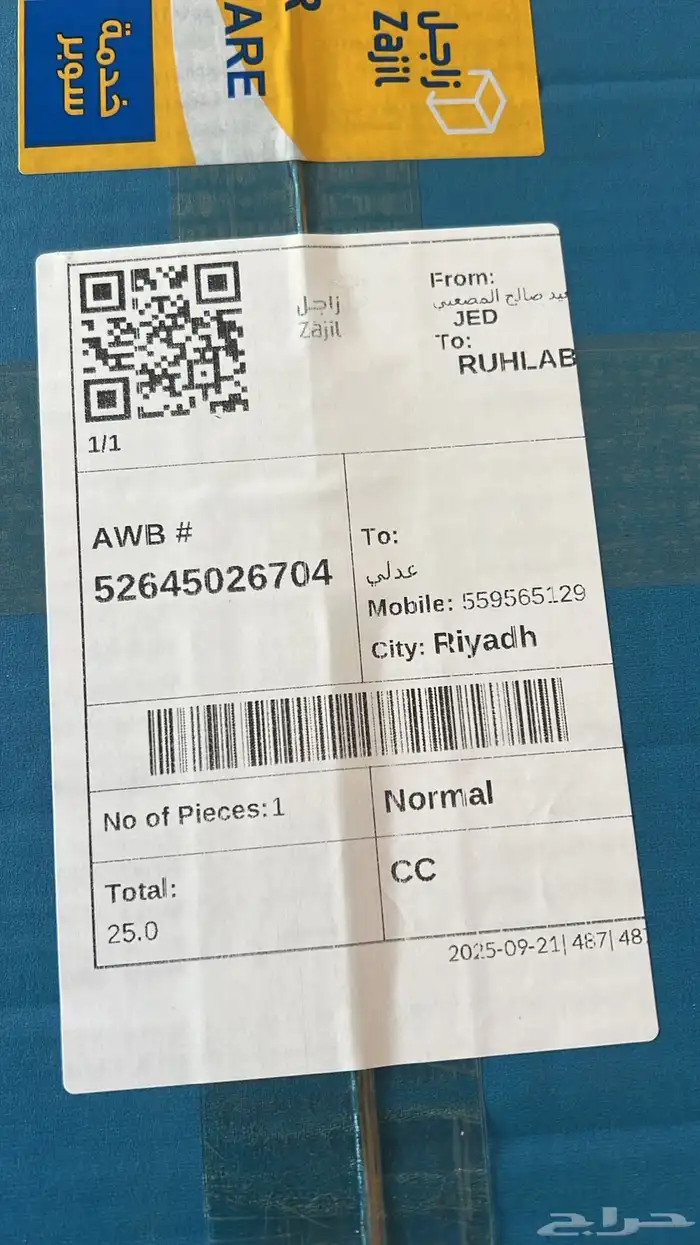 خدمة
سوبر
ARE
زاجل
Zajil
زاجل
Zajil
From:
صالح المصعبي
JED
To:
RUHLAB
1/1
AWB #
52645026704
To:
عدلي
Mobile: 559565129
City: Riyadh
No of Pieces:1
Normal
Total:
25.0
CC
2025-09-21| 487| 48
حراج